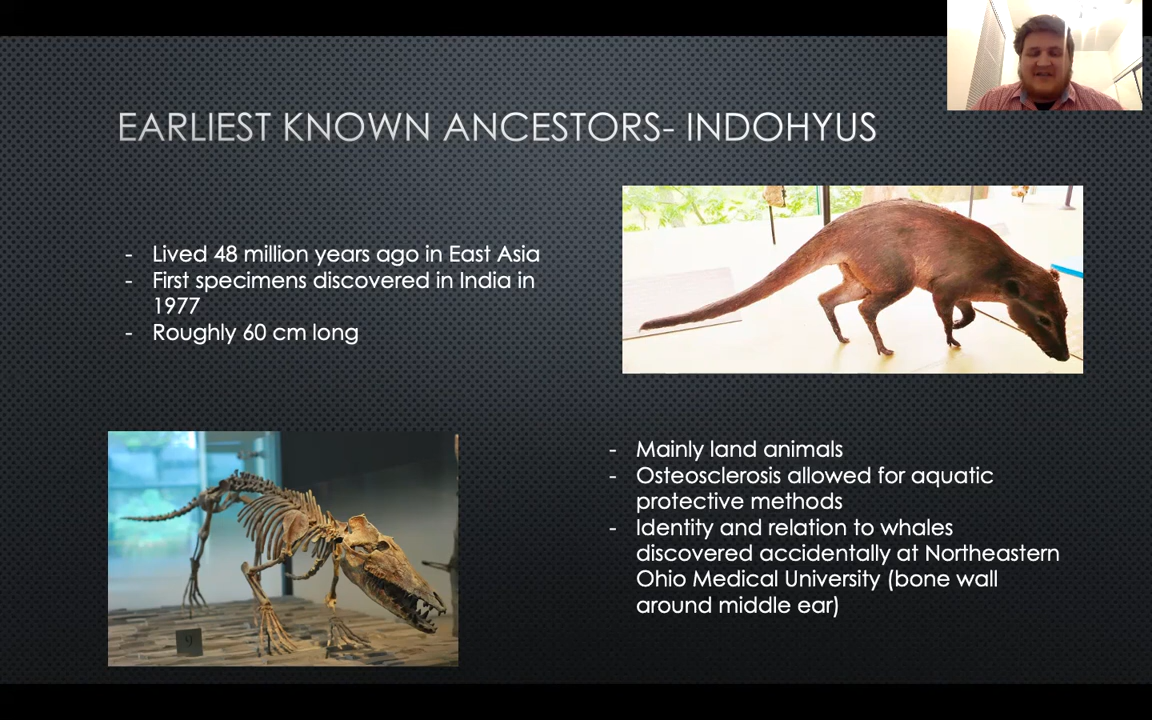 EARLIEST KNOWN ANCESTORS- INDOHYUS
- Lived 48 million years ago in East Asia
- First specimens discovered in India in
1977
- Roughly 60 cm long
- Mainly land animals
- Osteosclerosis allowed for aquatic
protective methods
- Identity and relation to whales
discovered accidentally at Northeastern
Ohio Medical University (bone wall
around middle ear)
9